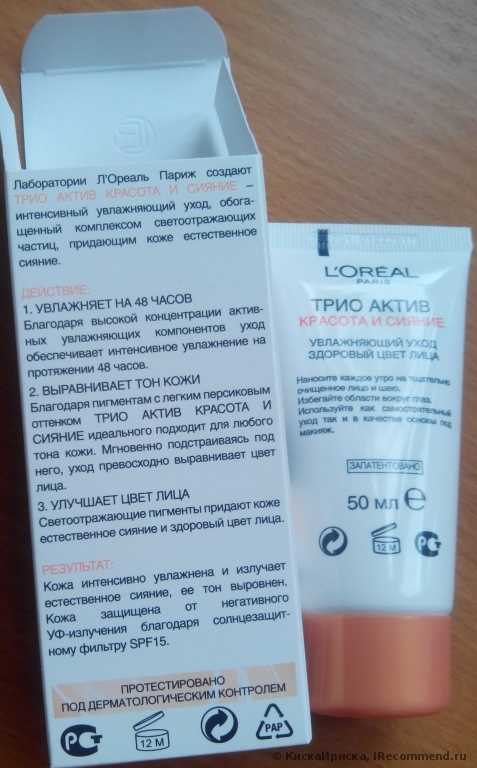 Лаборатории Л'Ореаль Париж создают
ТРИО АКТИВ КРАСОТА И СИЯНИЕ –
интенсивный увлажняющий уход, обога-
щенный комплексом светоотражающих
частиц, придающим коже естественное
сияние.
ДЕЙСТВИЕ:
1. УВЛАЖНЯЕТ НА 48 ЧАСОВ
Благодаря высокой концентрации актив-
ных увлажняющих компонентов уход
обеспечивает интенсивное увлажнение на
протяжении 48 часов.
2. ВЫРАВНИВАЕТ ТОН КОЖИ
Благодаря пигментам с легким персиковым
оттенком ТРИО АКТИВ КРАСОТА И
СИЯНИЕ идеального подходит для любого
тона кожи. Мгновенно подстраиваясь под
него, уход превосходно выравнивает цвет
лица.
3. УЛУЧШАЕТ ЦВЕТ ЛИЦА
Светоотражающие пигменты придают коже
естественное сияние и здоровый цвет лица.
РЕЗУЛЬТАТ:
Кожа интенсивно увлажнена и излучает
естественное сияние, ее тон выровнен.
Кожа защищена от негативного
УФ-излучения благодаря солнцезащит-
ному фильтру SPF15.
ПРОТЕСТИРОВАНО
ПОД ДЕРМАТОЛОГИЧЕСКИМ КОНТРОЛЕМ
12 M
PAP
L'ORÉAL
PARIS
ТРИО АКТИВ
КРАСОТА И СИЯНИЕ
УВЛАЖНЯЮЩИЙ УХОД
ЗДОРОВЫЙ ЦВЕТ ЛИЦА
Наносите каждое утро на тщательно
очищенное лицо и шею.
Избегайте области вокруг глаз.
Используйте как самостоятельный
уход так и в качестве основы под
макияж.
ЗАПАТЕНТОВАНО
50 мл ℮
12 M
© КискаИриска, IRecommend.ru